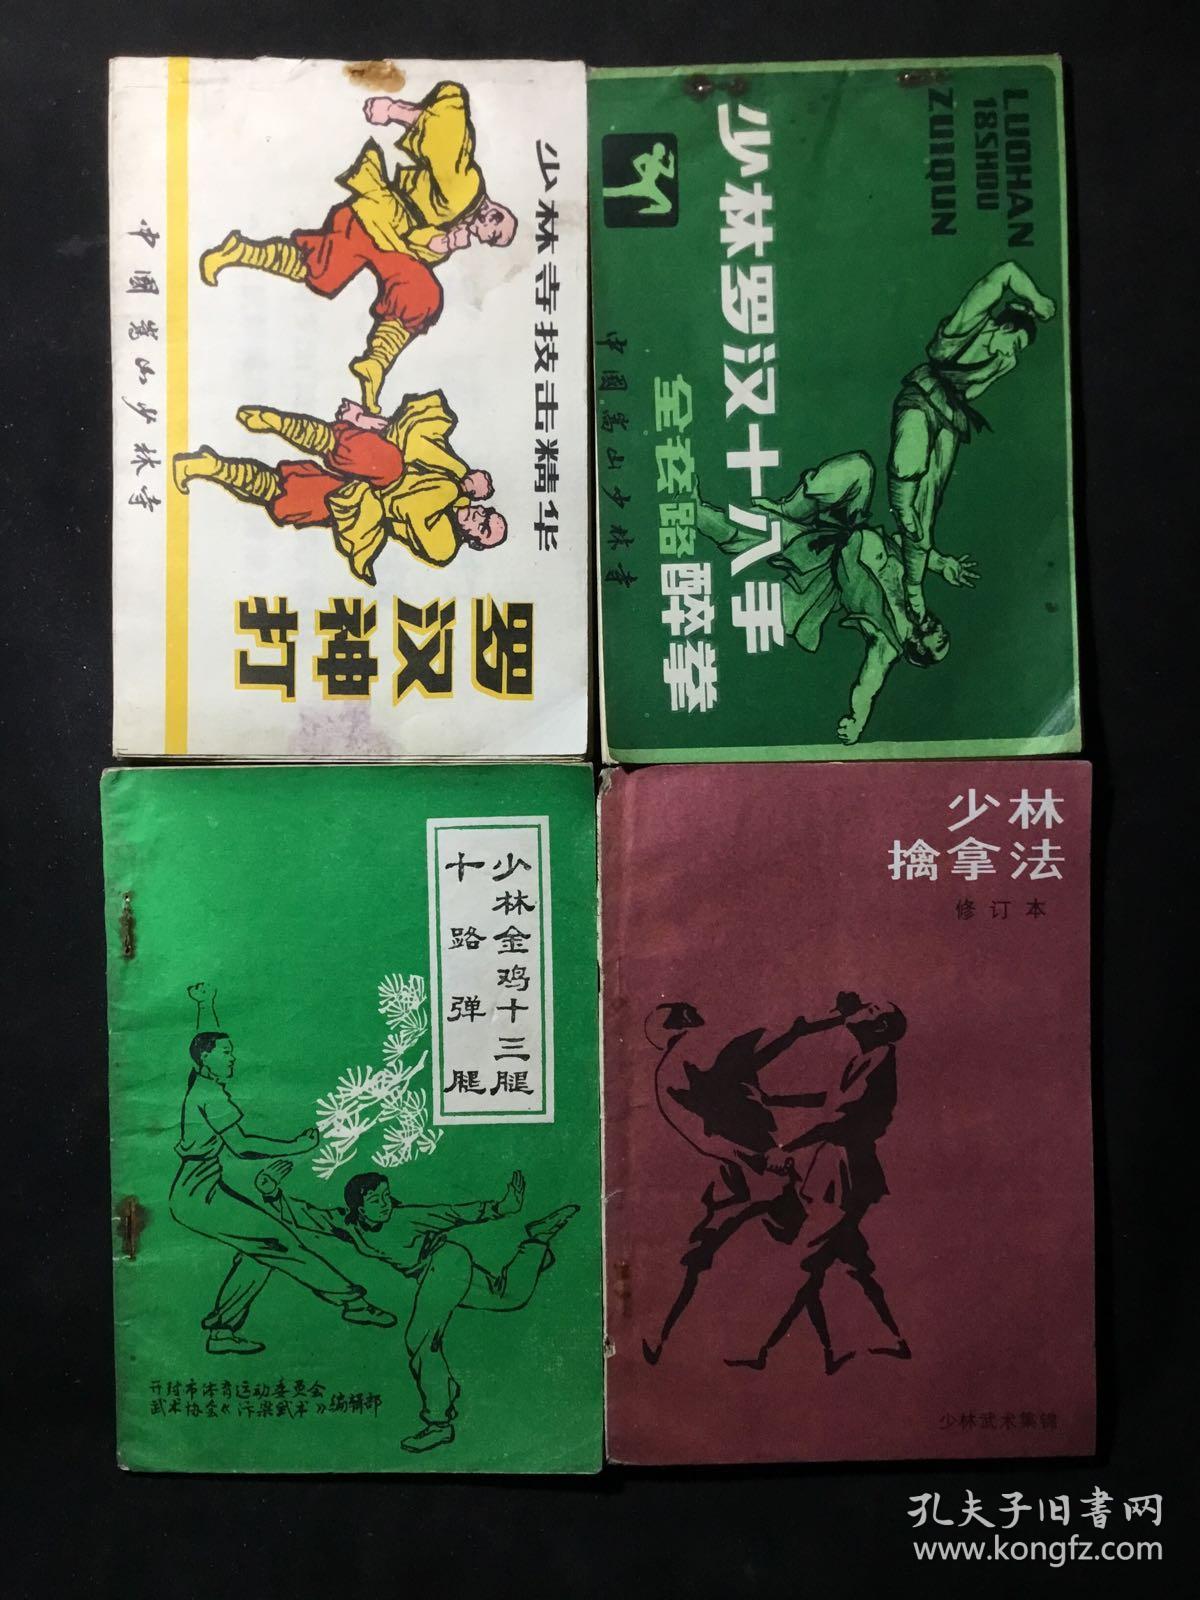 少林寺技击精华
罗汉神打
中國嵩山少林寺
LUOHAN
18SHOU
ZUIQUN
少林罗汉十八手
全套路醉拳
中國嵩山少林寺
少林金鸡十三腿
十路弹腿
开封市体育运动委员会
武术协会《汴梁武术》编辑部
少林
擒拿法
修订本
少林武术集锦
孔夫子旧书网
www.kongfz.com